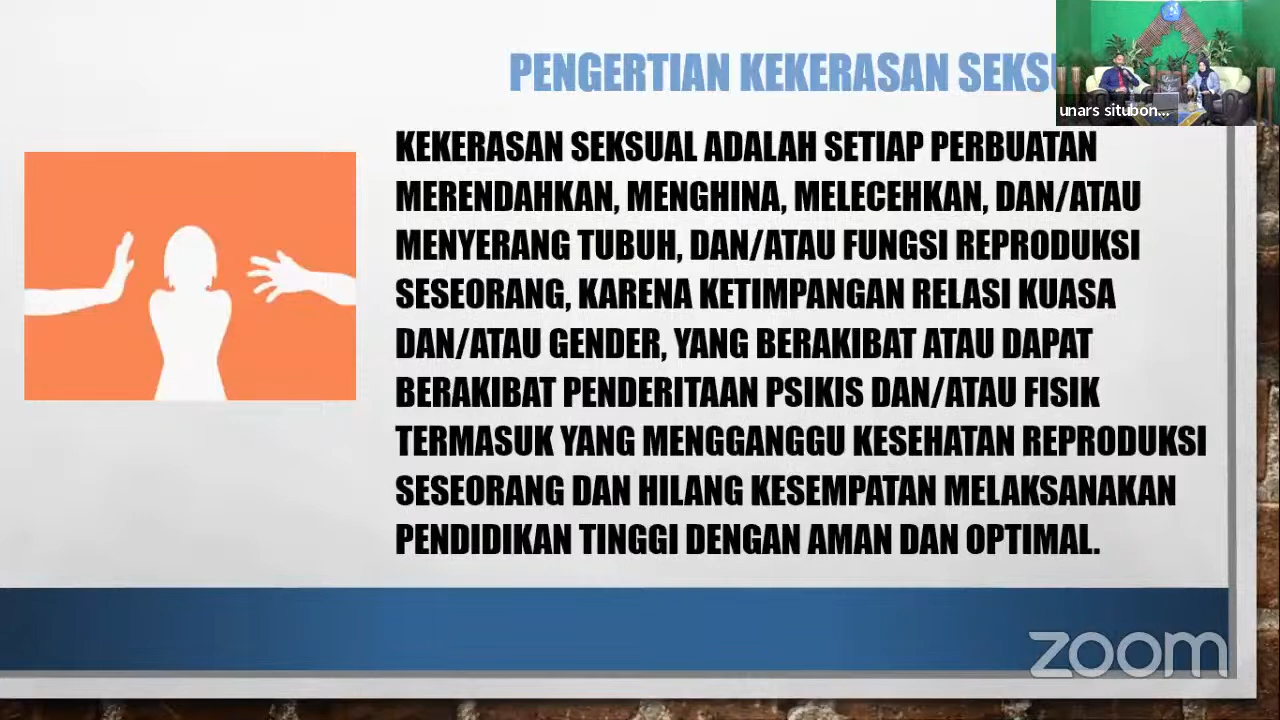 PENGERTIAN KEKERASAN
unars situbon...
KEKERASAN SEKSUAL ADALAH SETIAP PERBUATAN
MERENDAHKAN, MENGHINA, MELECEHKAN, DAN/ATAU
MENYERANG TUBUH, DAN/ATAU FUNGSI REPRODUKSI
SESEORANG, KARENA KETIMPANGAN RELASI KUASA
DAN/ATAU GENDER, YANG BERAKIBAT ATAU DAPAT
BERAKIBAT PENDERITAAN PSIKIS DAN/ATAU FISIK
TERMASUK YANG MENGGANGGU KESEHATAN REPRODUKSI
SESEORANG DAN HILANG KESEMPATAN MELAKSANAKAN
PENDIDIKAN TINGGI DENGAN AMAN DAN OPTIMAL.
zoom